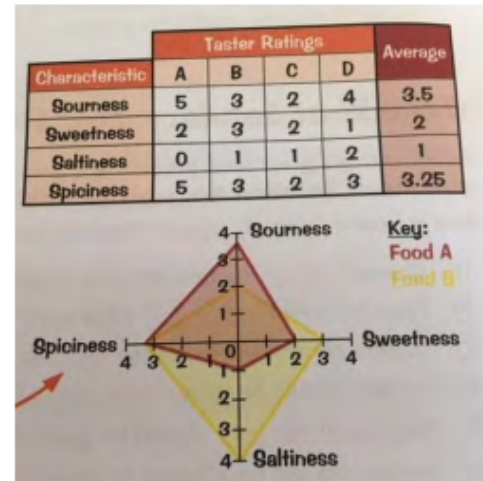 Taster Ratings
Average
Characteristic A B C D
Sourness 5 3 2 4 3.5
Sweetness 2 3 2 1 2
Saltiness 0 1 1 2 1
Spiciness 5 3 2 3 3.25
4 Sourness
Key:
3
Food A
2
Food B
1
Spiciness 0 Sweetness
4 3 2 1 1 2 3 4
1
2
3
4 Saltiness